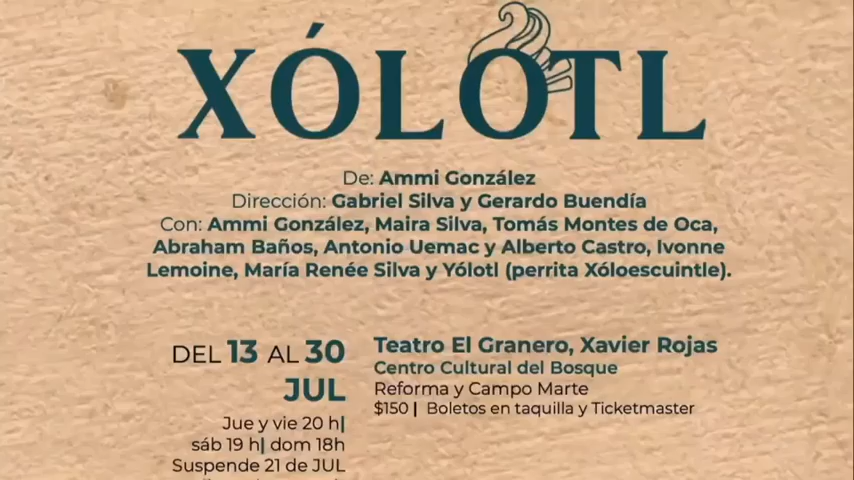 XÓLOTL
De: Ammi González
Dirección: Gabriel Silva y Gerardo Buendía
Con: Ammi González, Maira Silva, Tomás Montes de Oca,
Abraham Baños, Antonio Uemac y Alberto Castro, Ivonne
Lemoine, María Renée Silva y Yólotl (perrita Xóloescuintle).
DEL 13 AL 30
JUL
Jue y vie 20 h|
sáb 19 h| dom 18h
Suspende 21 de JUL
Teatro El Granero, Xavier Rojas
Centro Cultural del Bosque
Reforma y Campo Marte
$150 | Boletos en taquilla y Ticketmaster